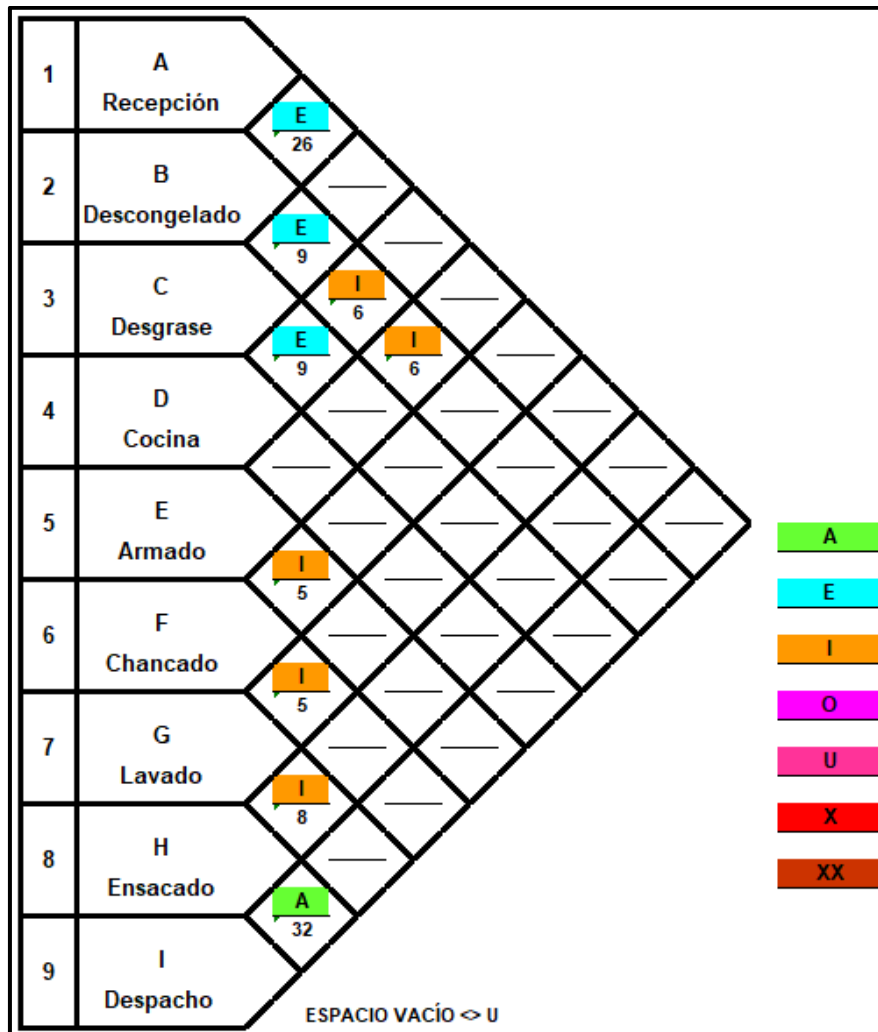 1
A
Recepción
E
26
2
B
Descongelado
E
9
3
C
Desgrase
I
6
E
9
I
6
4
D
Cocina
5
E
Armado
I
5
6
F
Chancado
I
5
7
G
Lavado
I
8
8
H
Ensacado
A
32
9
I
Despacho
ESPACIO VACÍO <> U
A
E
I
O
U
X
XX